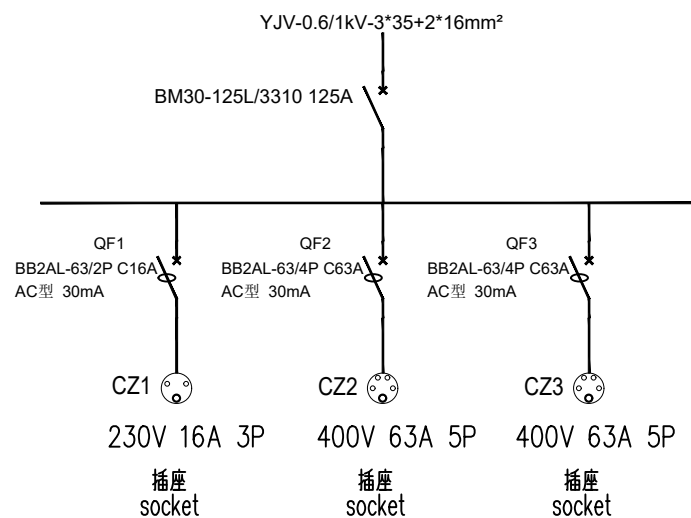 YJV-0.6/1kV-3*35+2*16mm²
BM30-125L/3310 125A
QF1
BB2AL-63/2P C16A
AC型 30mA
QF2
BB2AL-63/4P C63A
AC型 30mA
QF3
BB2AL-63/4P C63A
AC型 30mA
CZ1
CZ2
CZ3
230V 16A 3P
400V 63A 5P
400V 63A 5P
插座
socket
插座
socket
插座
socket